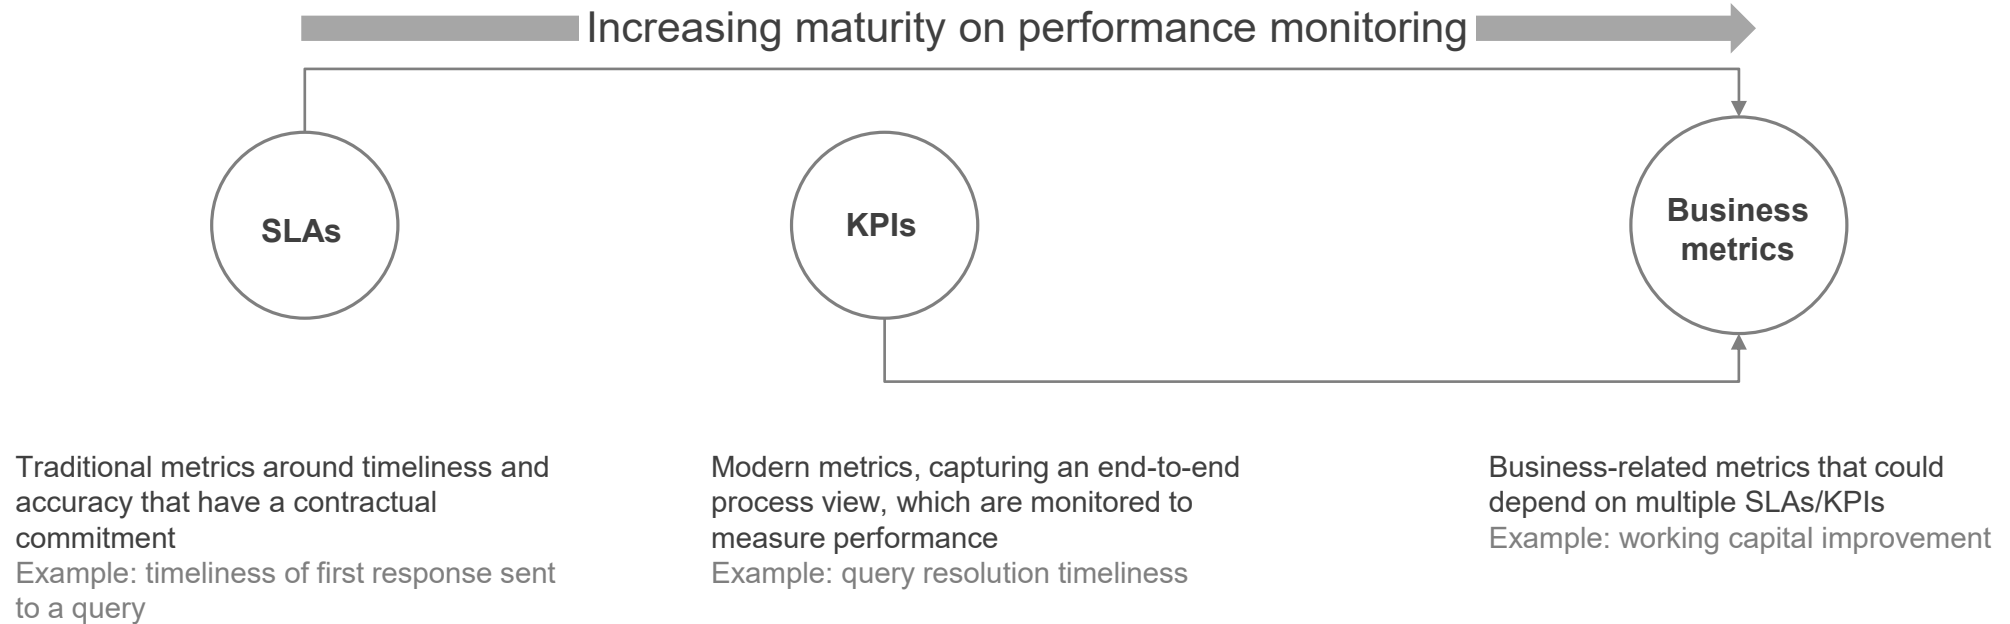 Increasing maturity on performance monitoring
SLAs
KPIs
Business
metrics
Traditional metrics around timeliness and
accuracy that have a contractual
commitment
Example: timeliness of first response sent
to a query
Modern metrics, capturing an end-to-end
process view, which are monitored to
measure performance
Example: query resolution timeliness
Business-related metrics that could
depend on multiple SLAs/KPIs
Example: working capital improvement